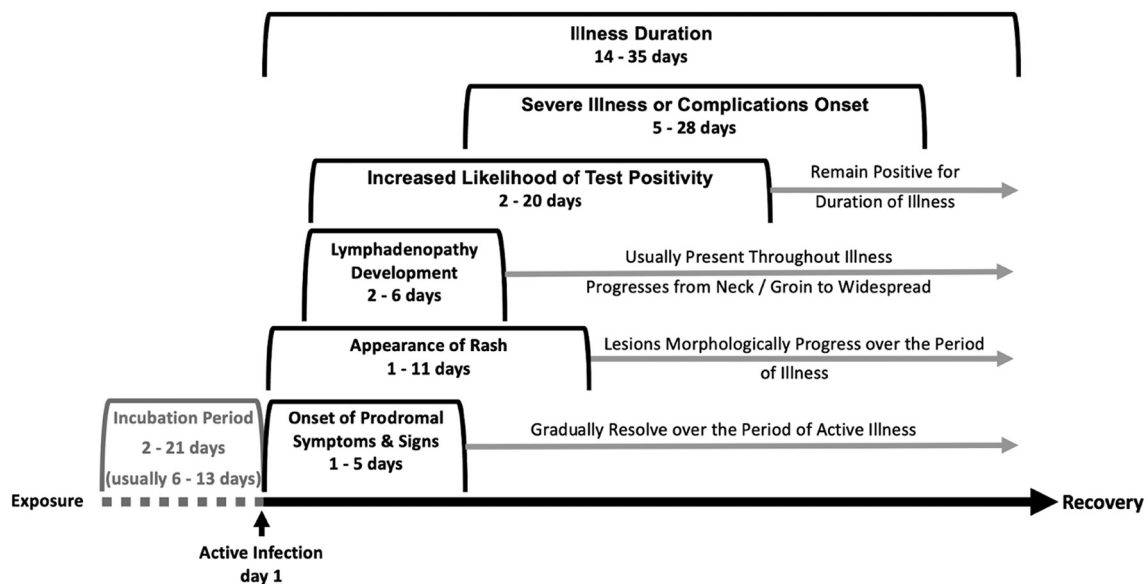 Illness Duration
14 - 35 days
Severe Illness or Complications Onset
5 - 28 days
Increased Likelihood of Test Positivity
2 - 20 days
Remain Positive for
Duration of Illness
Lymphadenopathy
Development
2 - 6 days
Usually Present Throughout Illness
Progresses from Neck / Groin to Widespread
Appearance of Rash
1 - 11 days
Lesions Morphologically Progress over the Period
of Illness
Incubation Period
2 - 21 days
(usually 6 - 13 days)
Onset of Prodromal
Symptoms & Signs
1 - 5 days
Gradually Resolve over the Period of Active Illness
Exposure
Recovery
Active Infection
day 1